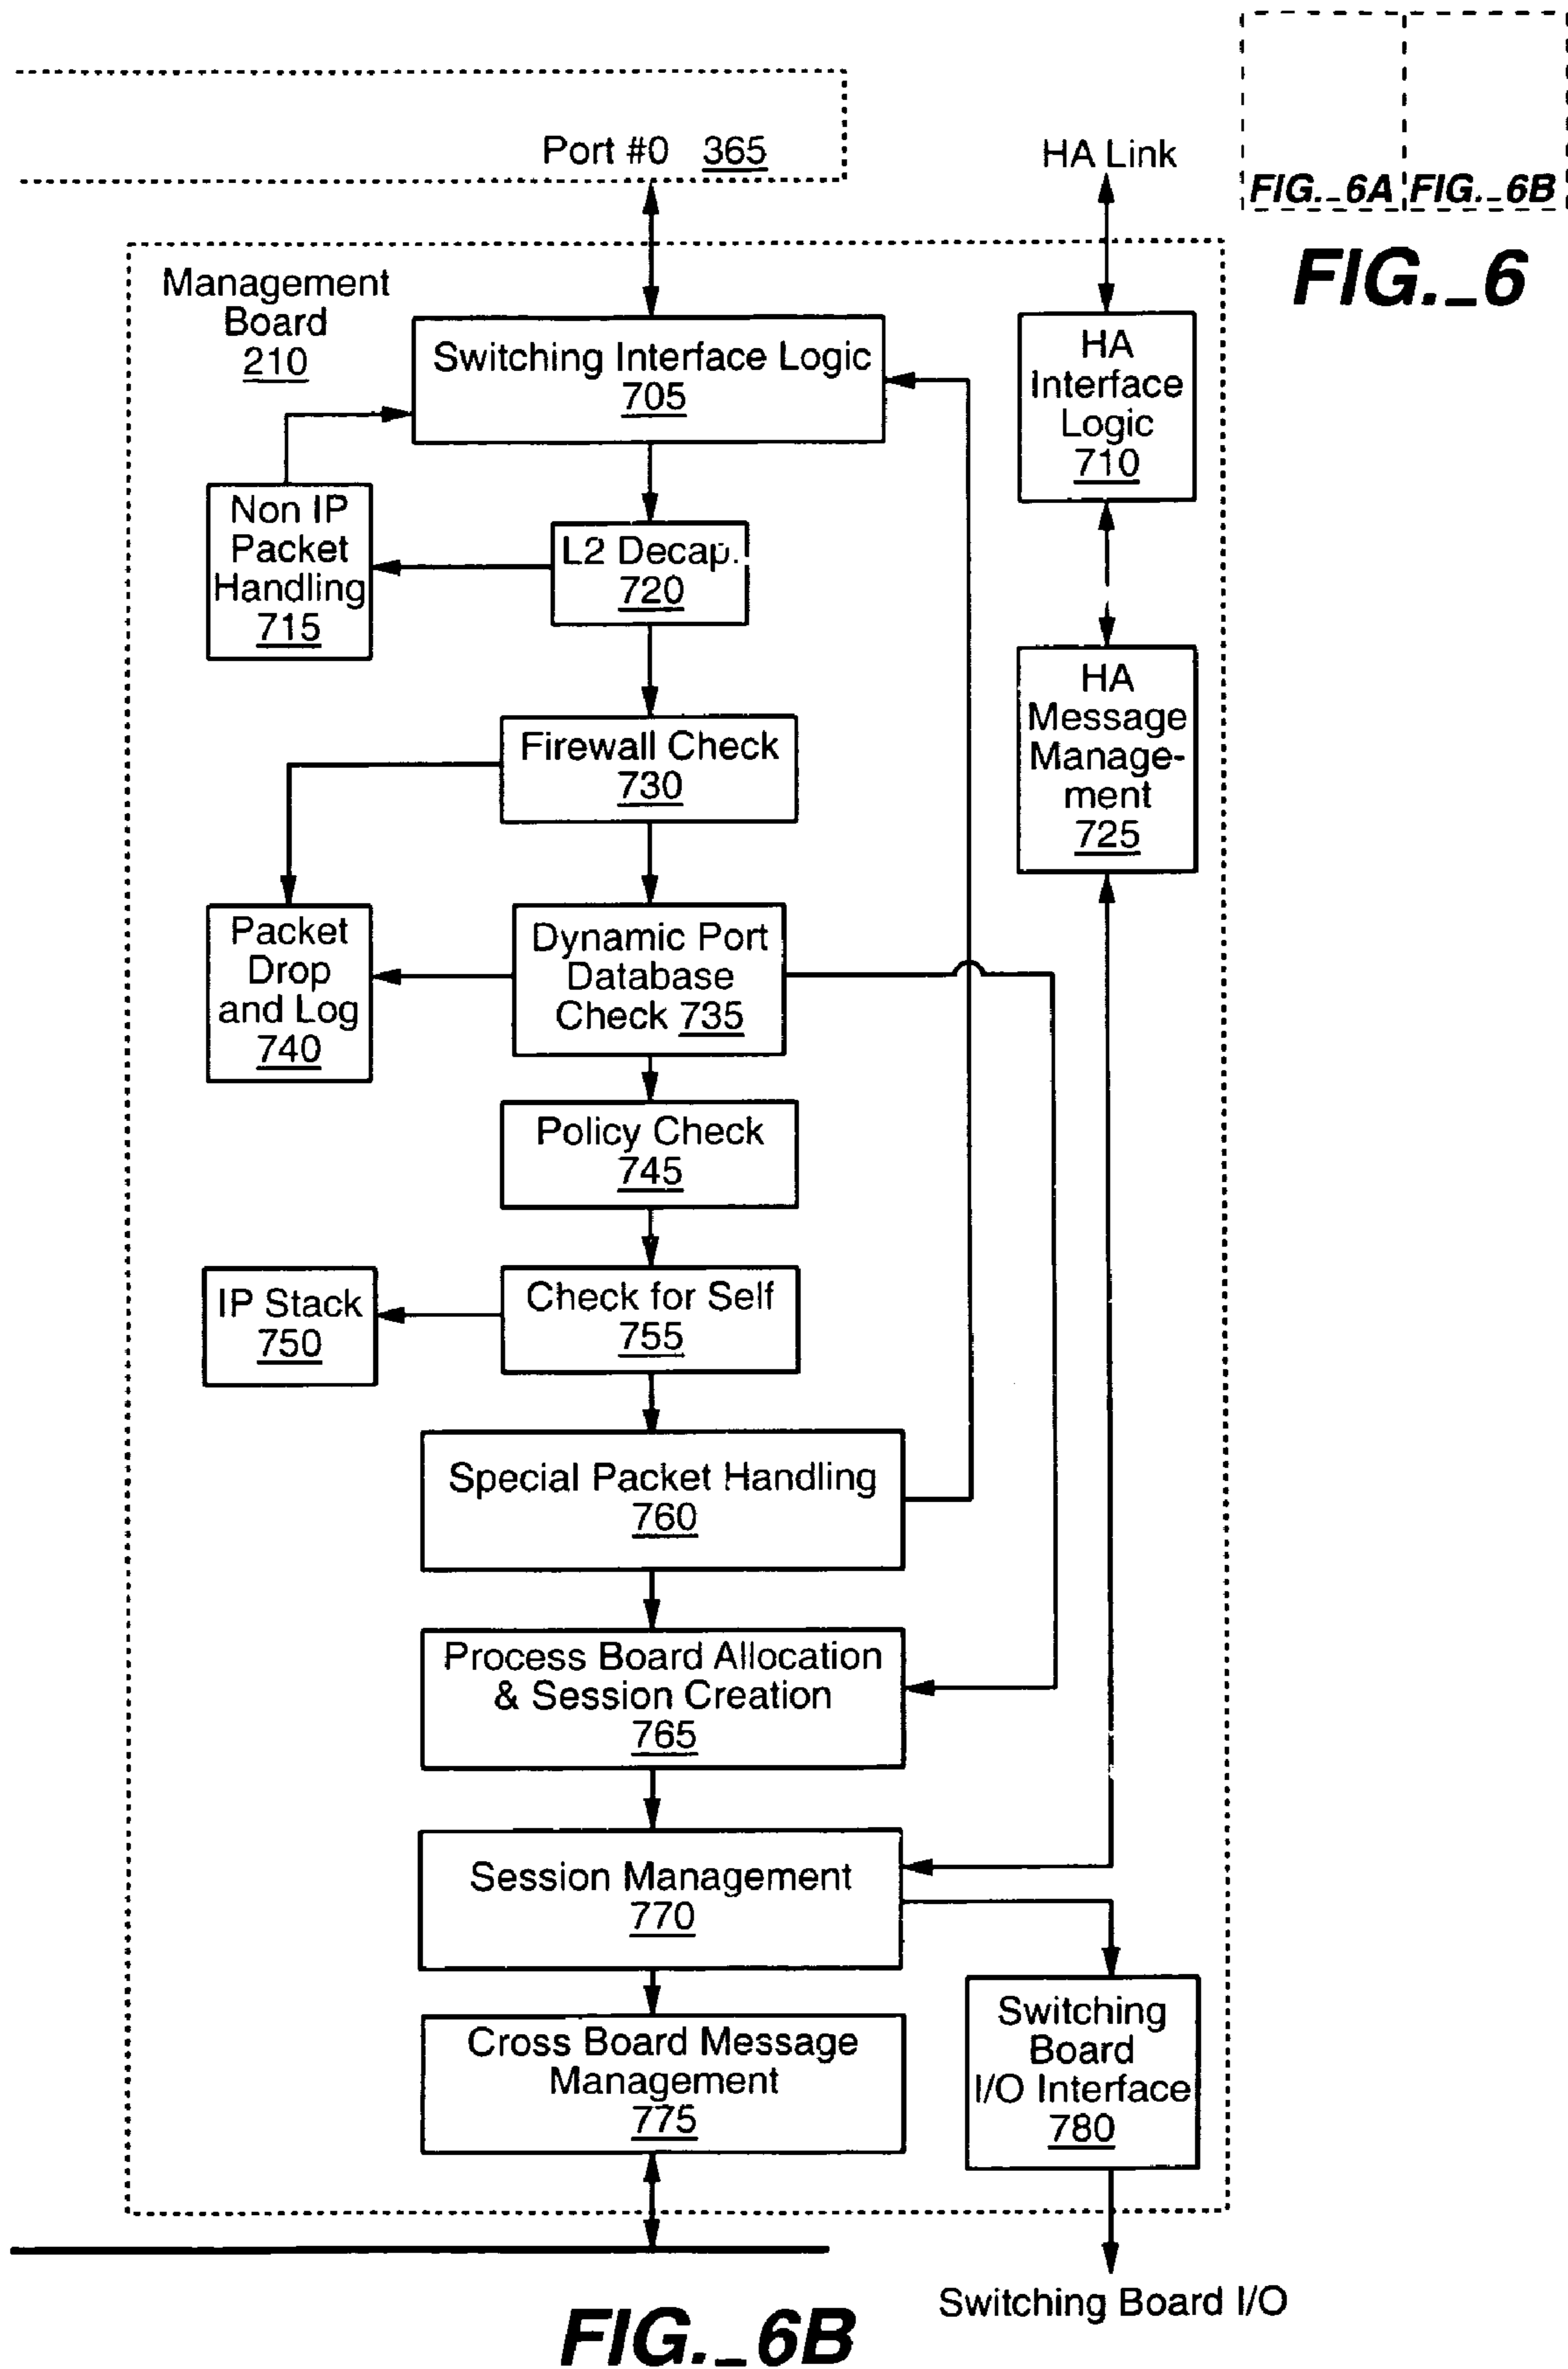 Port #0 365
HA Link
FIG._6A
FIG._6B
FIG._6
Management
Board
210
Switching Interface Logic
705
HA
Interface
Logic
710
Non IP
Packet
Handling
715
L2 Decap.
720
HA
Message
Manage-
ment
725
Firewall Check
730
Packet
Drop
and Log
740
Dynamic Port
Database
Check 735
Policy Check
745
IP Stack
750
Check for Self
755
Special Packet Handling
760
Process Board Allocation
& Session Creation
765
Session Management
770
Cross Board Message
Management
775
Switching
Board
I/O Interface
780
Switching Board I/O
FIG._6B